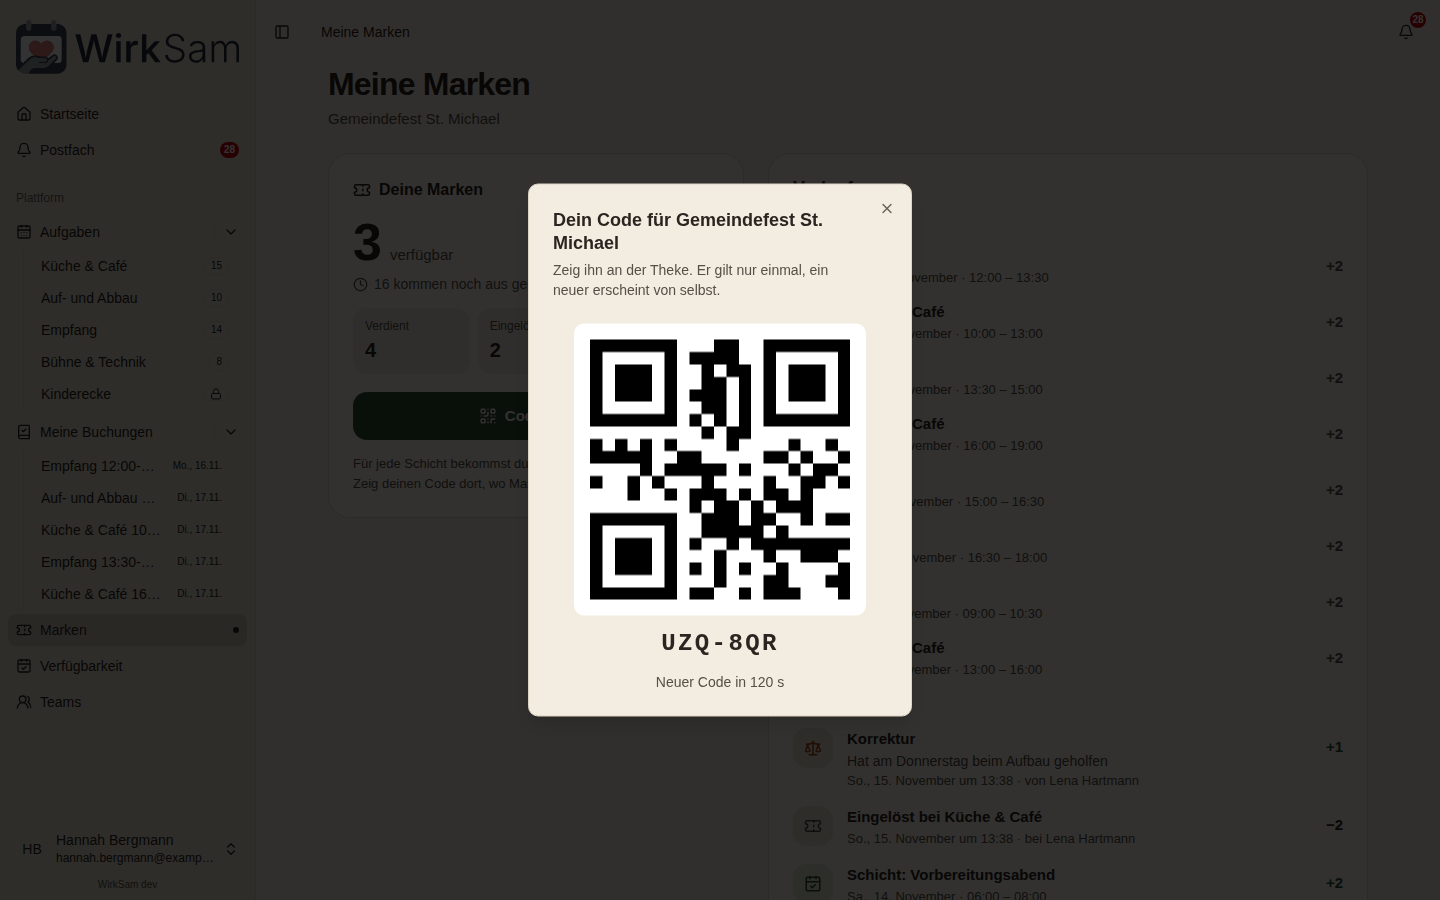 WirkSam
Meine Marken
28
Meine Marken
Gemeindefest St. Michael
Startseite
Postfach 28
Plattform
Aufgaben
Küche & Café 15
Auf- und Abbau 10
Empfang 14
Bühne & Technik 8
Kinderecke
Meine Buchungen
Empfang 12:00-… Mo., 16.11.
Auf- und Abbau … Di., 17.11.
Küche & Café 10… Di., 17.11.
Empfang 13:30-… Di., 17.11.
Küche & Café 16… Di., 17.11.
Marken
Verfügbarkeit
Teams
HB
Hannah Bergmann
hannah.bergmann@examp…
WirkSam dev
Deine Marken
3 verfügbar
16 kommen noch aus ge
Verdient
4
Eingelö
2
Für jede Schicht bekommst du
Zeig deinen Code dort, wo Ma
Dein Code für Gemeindefest St.
Michael
Zeig ihn an der Theke. Er gilt nur einmal, ein
neuer erscheint von selbst.
UZQ-8QR
Neuer Code in 120 s
+2
vember · 12:00 – 13:30
Café
+2
vember · 10:00 – 13:00
+2
vember · 13:30 – 15:00
Café
+2
vember · 16:00 – 19:00
+2
vember · 15:00 – 16:30
+2
vember · 16:30 – 18:00
+2
vember · 09:00 – 10:30
Café
+2
vember · 13:00 – 16:00
Korrektur
+1
Hat am Donnerstag beim Aufbau geholfen
So., 15. November um 13:38 · von Lena Hartmann
Eingelöst bei Küche & Café
−2
So., 15. November um 13:38 · bei Lena Hartmann
Schicht: Vorbereitungsabend
+2
Sa., 14. November · 06:00 – 08:00